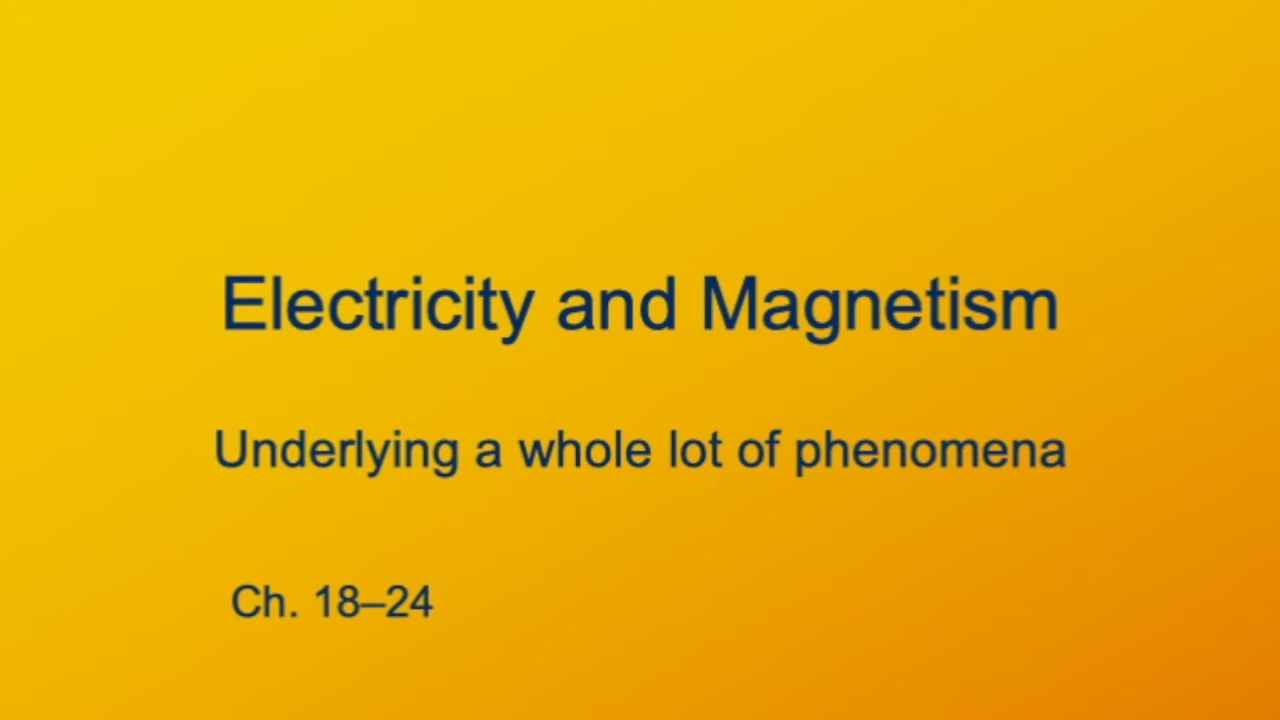 Electricity and Magnetism
Underlying a whole lot of phenomena
Ch. 18–24